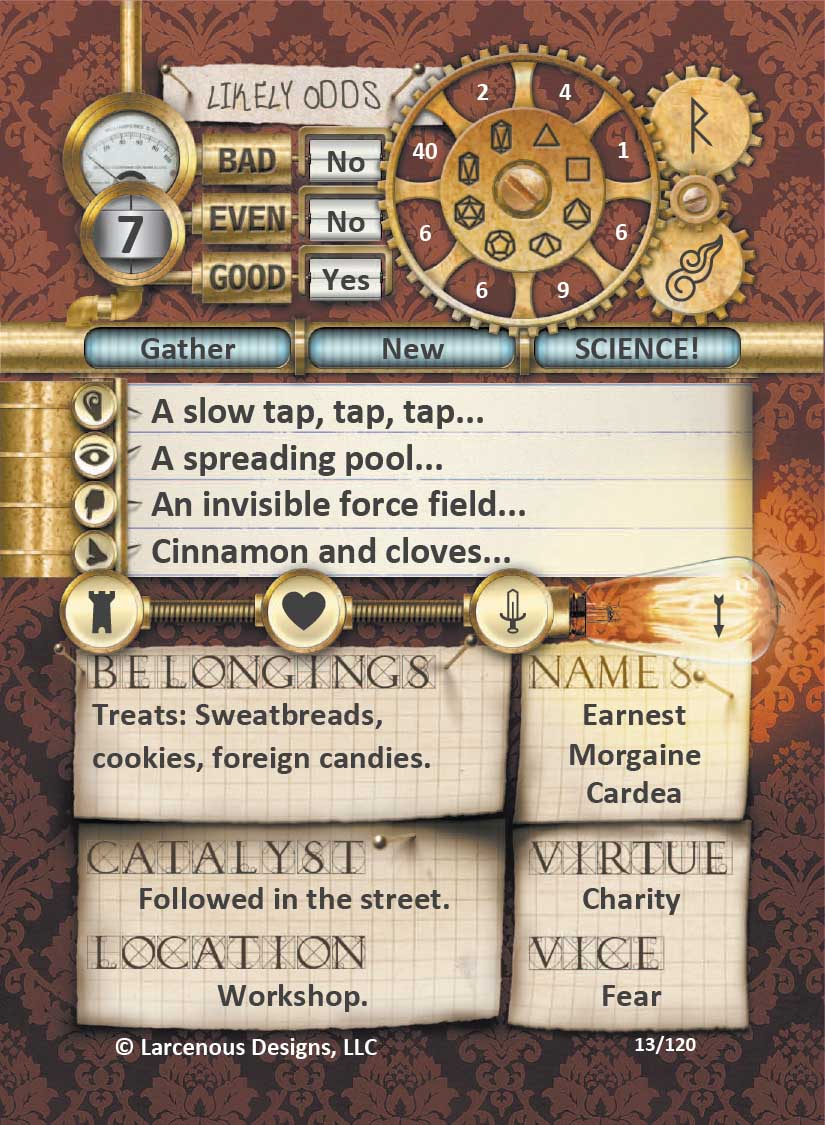 LIKELY ODDS
BAD No
7 EVEN No
GOOD Yes
2 4
40 1
6 6
6 9
ᚱ
Gather New SCIENCE!
A slow tap, tap, tap...
A spreading pool...
An invisible force field...
Cinnamon and cloves...
BELONGINGS
Treats: Sweatbreads,
cookies, foreign candies.
NAMES
Earnest
Morgaine
Cardea
CATALYST
Followed in the street.
LOCATION
Workshop.
VIRTUE
Charity
VICE
Fear
© Larcenous Designs, LLC
13/120